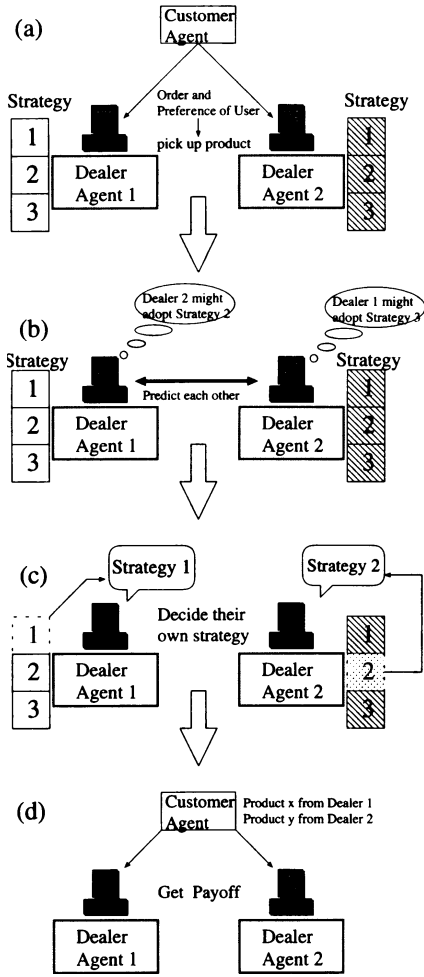 (a)
Customer
Agent
Strategy
Order and
Preference of User
pick up product
Strategy
1
2
3
Dealer
Agent 1
Dealer
Agent 2
1
2
3
(b)
Dealer 2 might
adopt Strategy 2
Dealer 1 might
adopt Strategy 3
Strategy
Predict each other
Strategy
1
2
3
Dealer
Agent 1
Dealer
Agent 2
1
2
3
(c)
Strategy 1
Strategy 2
Decide their
own strategy
1
2
3
Dealer
Agent 1
Dealer
Agent 2
1
2
3
(d)
Customer
Agent
Product x from Dealer 1
Product y from Dealer 2
Get Payoff
Dealer
Agent 1
Dealer
Agent 2